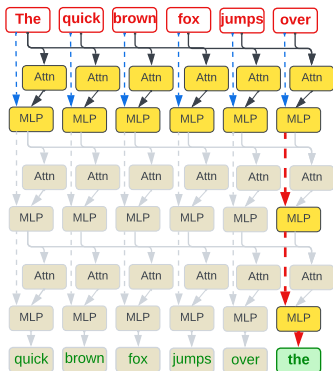 The quick brown fox jumps over
Attn Attn Attn Attn Attn Attn
MLP MLP MLP MLP MLP MLP
Attn Attn Attn Attn Attn Attn
MLP MLP MLP MLP MLP MLP
Attn Attn Attn Attn Attn Attn
MLP MLP MLP MLP MLP MLP
quick brown fox jumps over the